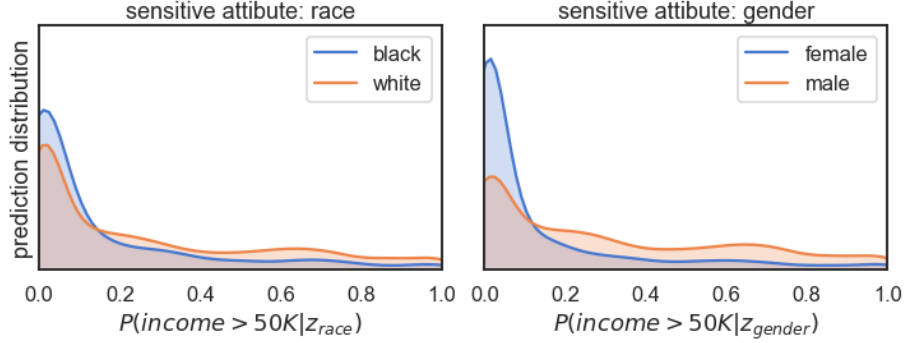 sensitive attibute: race
sensitive attibute: gender
prediction distribution
black
white
female
male
0.0 0.2 0.4 0.6 0.8 1.0
0.0 0.2 0.4 0.6 0.8 1.0
P(income > 50K|z_race)
P(income > 50K|z_gender)